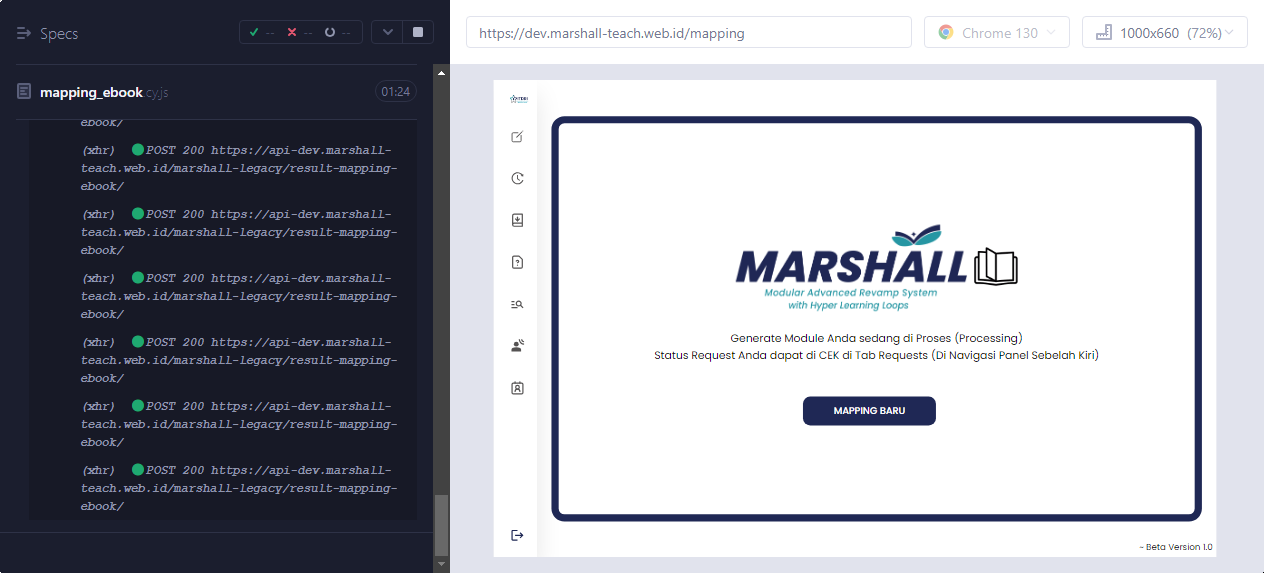 Specs
--
--
--
mapping_ebook.cy.js
01:24
ebook/
(xhr) POST 200 https://api-dev.marshall-
teach.web.id/marshall-legacy/result-mapping-
ebook/
(xhr) POST 200 https://api-dev.marshall-
teach.web.id/marshall-legacy/result-mapping-
ebook/
(xhr) POST 200 https://api-dev.marshall-
teach.web.id/marshall-legacy/result-mapping-
ebook/
(xhr) POST 200 https://api-dev.marshall-
teach.web.id/marshall-legacy/result-mapping-
ebook/
(xhr) POST 200 https://api-dev.marshall-
teach.web.id/marshall-legacy/result-mapping-
ebook/
(xhr) POST 200 https://api-dev.marshall-
teach.web.id/marshall-legacy/result-mapping-
ebook/
https://dev.marshall-teach.web.id/mapping
Chrome 130
1000x660 (72%)
MARSHALL
Modular Advanced Revamp System
with Hyper Learning Loops
Generate Module Anda sedang di Proses (Processing)
Status Request Anda dapat di CEK di Tab Requests (Di Navigasi Panel Sebelah Kiri)
MAPPING BARU
- Beta Version 1.0